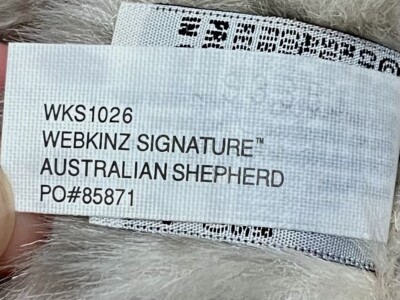 WKS1026
WEBKINZ SIGNATURE™
AUSTRALIAN SHEPHERD
PO#85871